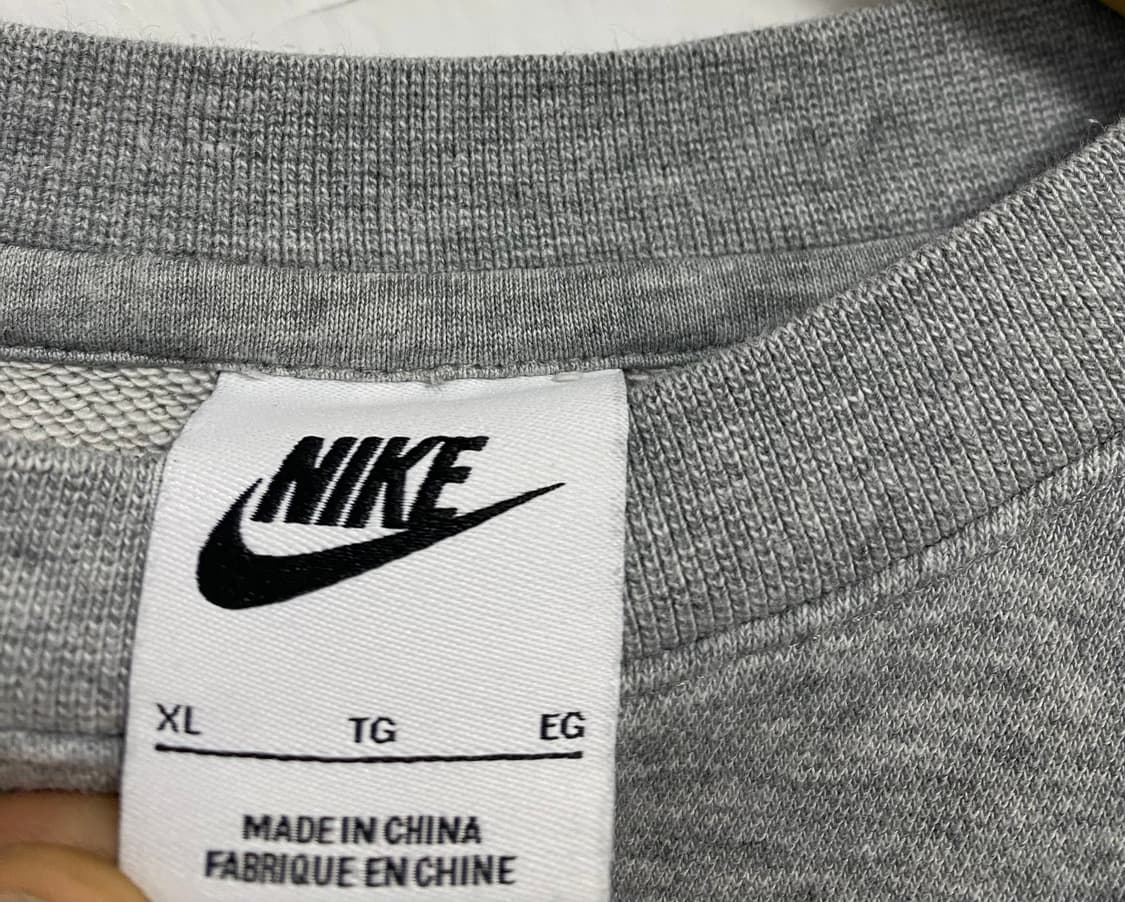 NIKE
XL TG EG
MADE IN CHINA
FABRIQUE EN CHINE